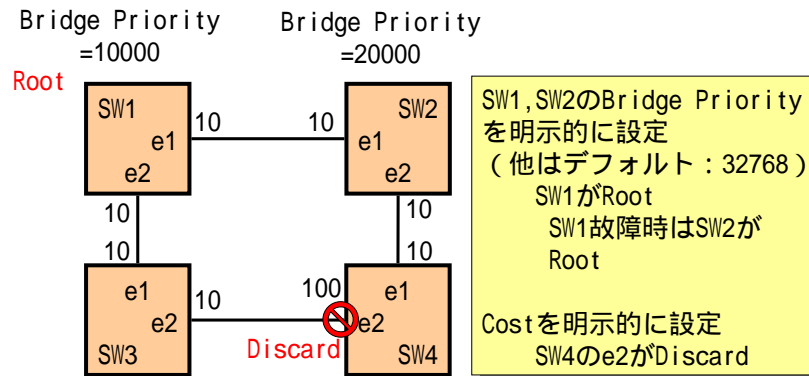 Bridge Priority
=10000
Bridge Priority
=20000
Root
SW1
e1
e2
10
10
SW2
e1
e2
10
10
10
10
e1
e2
SW3
10
100
Discard
e1
e2
SW4
SW1,SW2のBridge Priority
を明示的に設定
(他はデフォルト:32768)
SW1がRoot
SW1故障時はSW2が
Root
Costを明示的に設定
SW4のe2がDiscard